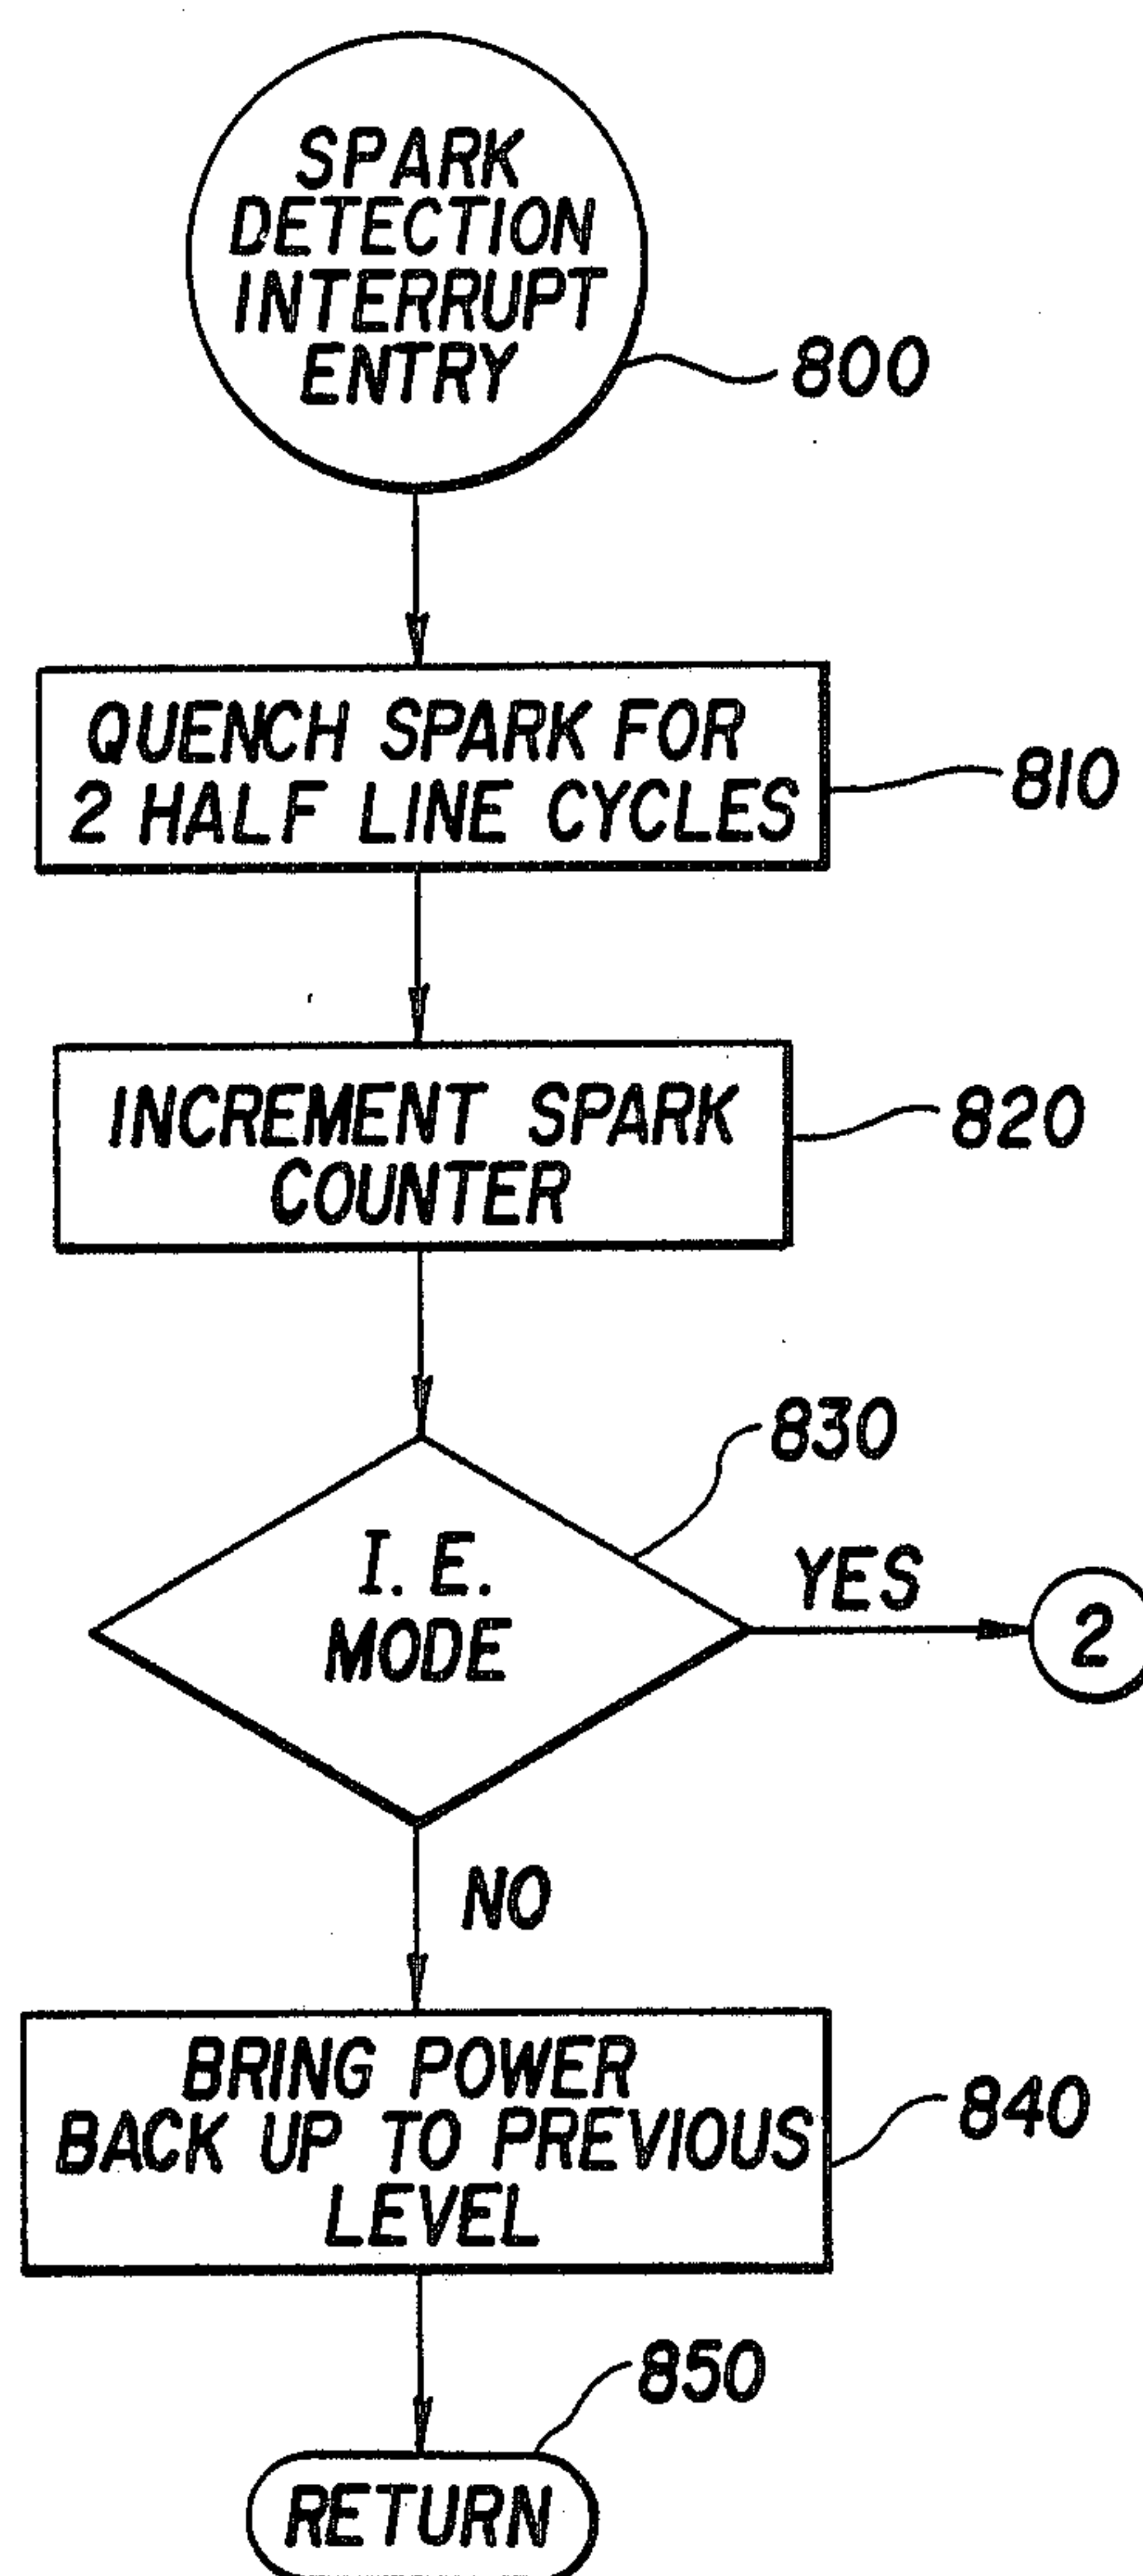 SPARK
DETECTION
INTERRUPT
ENTRY
800
QUENCH SPARK FOR
2 HALF LINE CYCLES
810
INCREMENT SPARK
COUNTER
820
830
I. E.
MODE
YES
2
NO
BRING POWER
BACK UP TO PREVIOUS
LEVEL
840
850
RETURN